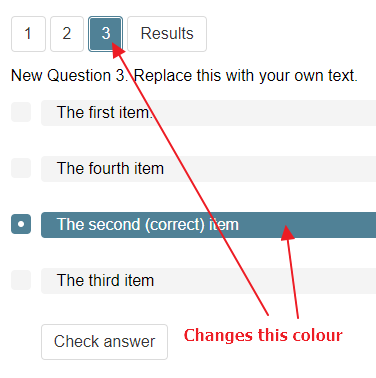 1 2 3 Results
New Question 3. Replace this with your own text.
The first item.
The fourth item
The second (correct) item
The third item
Check answer
Changes this colour